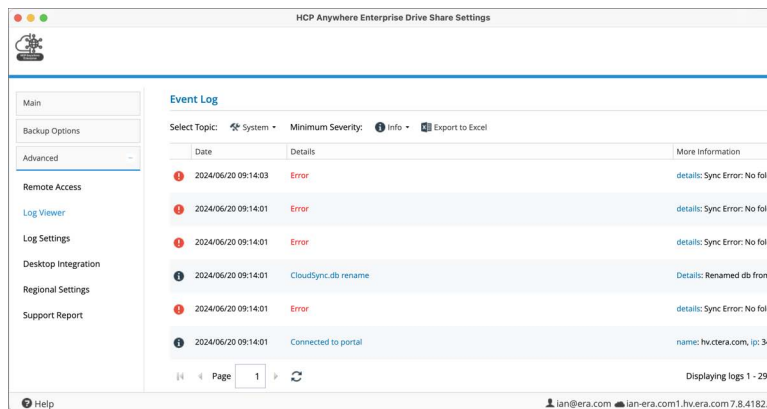 HCP Anywhere Enterprise Drive Share Settings
Main
Backup Options
Advanced
Remote Access
Log Viewer
Log Settings
Desktop Integration
Regional Settings
Support Report
Event Log
Select Topic: System Minimum Severity: Info Export to Excel
Date Details More Information
2024/06/20 09:14:03 Error details: Sync Error: No fol
2024/06/20 09:14:01 Error details: Sync Error: No fol
2024/06/20 09:14:01 Error details: Sync Error: No fol
2024/06/20 09:14:01 CloudSync.db rename Details: Renamed db from
2024/06/20 09:14:01 Error details: Sync Error: No fol
2024/06/20 09:14:01 Connected to portal name: hv.ctera.com, ip: 3
Page 1 Displaying logs 1 - 29
Help ian@era.com ian-era.com1.hv.era.com 7.8.4182.